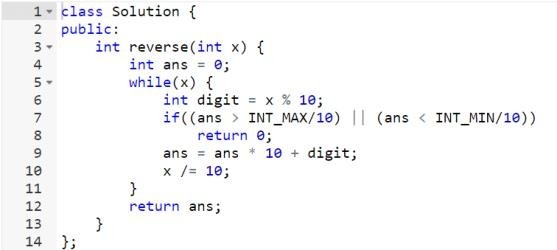 1 class Solution {
2 public:
3     int reverse(int x) {
4         int ans = 0;
5         while(x) {
6             int digit = x % 10;
7             if((ans > INT_MAX/10) || (ans < INT_MIN/10))
8                 return 0;
9             ans = ans * 10 + digit;
10             x /= 10;
11         }
12         return ans;
13     }
14 };